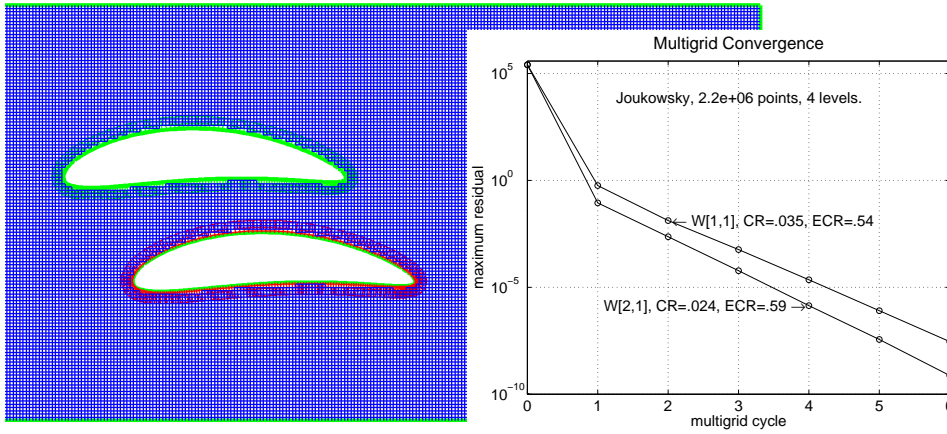 Multigrid Convergence
10^5
Joukowsky, 2.2e+06 points, 4 levels.
10^0
W[1,1], CR=.035, ECR=.54
10^-5
W[2,1], CR=.024, ECR=.59
10^-10
maximum residual
0 1 2 3 4 5 6
multigrid cycle